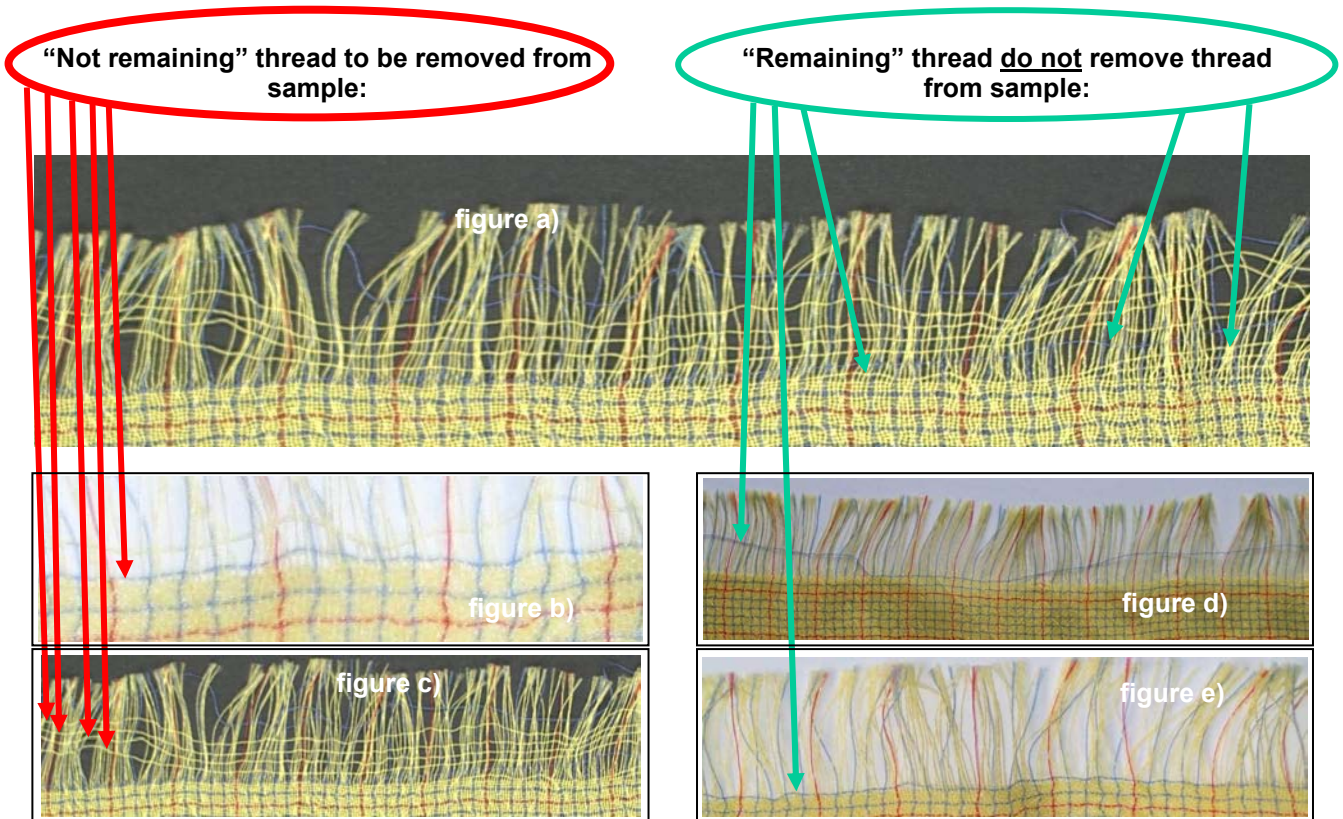 “Not remaining” thread to be removed from
sample:
“Remaining” thread do not remove thread
from sample:
figure a)
figure b)
figure d)
figure c)
figure e)